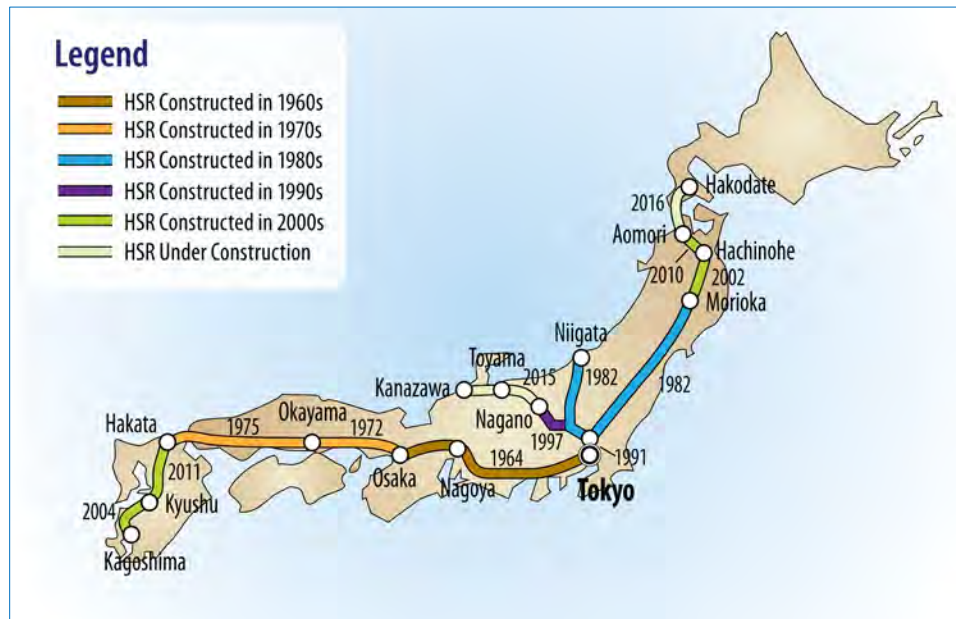 Legend
HSR Constructed in 1960s
HSR Constructed in 1970s
HSR Constructed in 1980s
HSR Constructed in 1990s
HSR Constructed in 2000s
HSR Under Construction
Hakodate
2016
Aomori
Hachinohe
2010
2002
Morioka
Niigata
Toyama
2015
1982
1982
Kanazawa
Nagano
1997
Okayama
Hakata
1975
1972
1964
1991
Osaka
Nagoya
Tokyo
2011
2004
Kyushu
Kagoshima